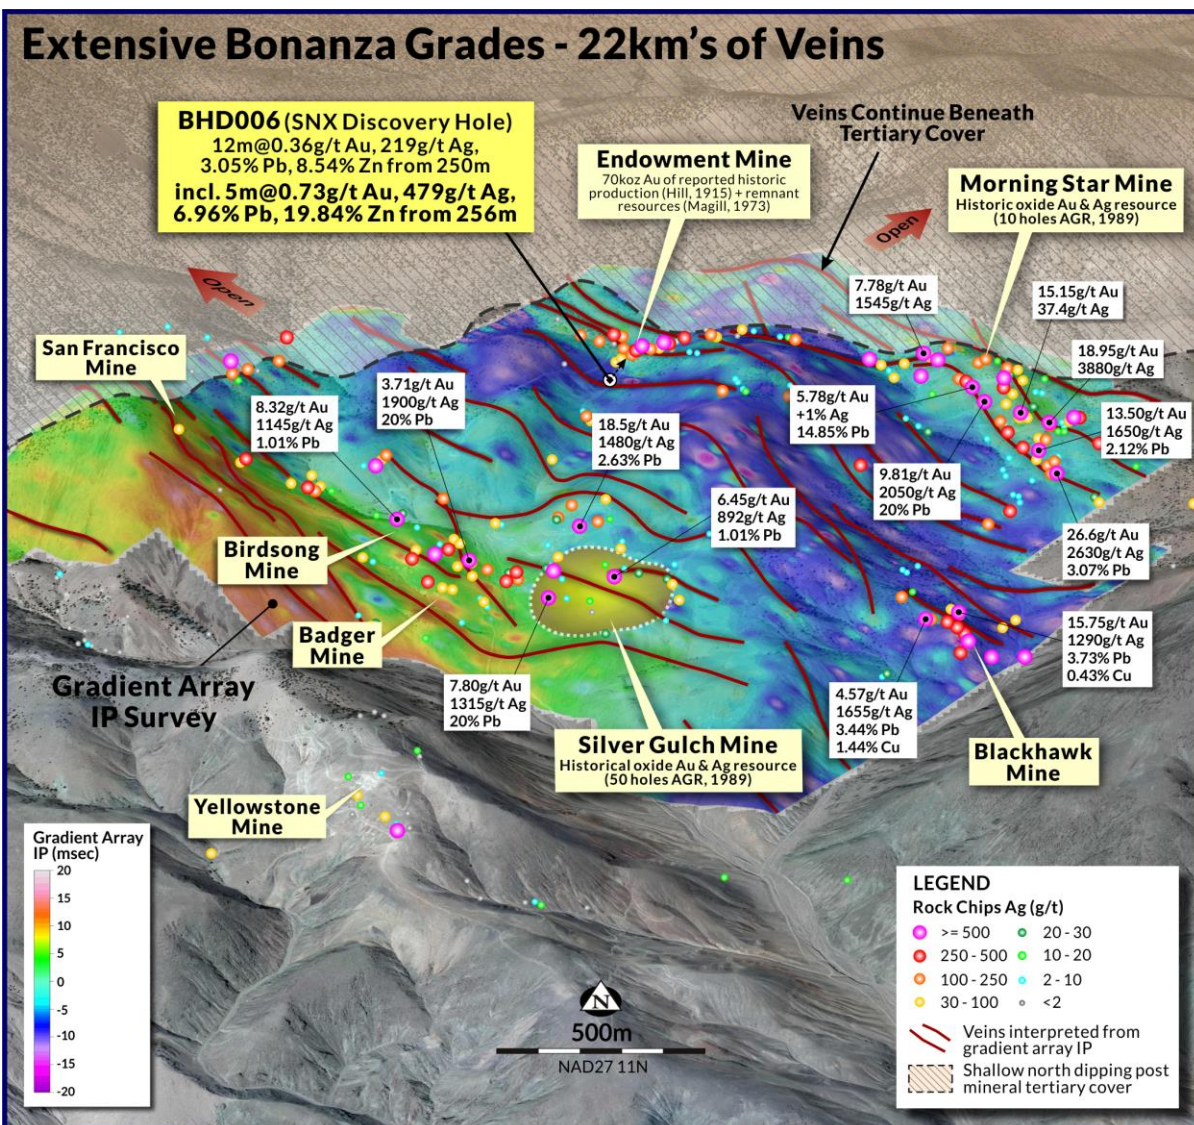 Extensive Bonanza Grades - 22km's of Veins
BHD006 (SNX Discovery Hole)
12m@0.36g/t Au, 219g/t Ag,
3.05% Pb, 8.54% Zn from 250m
incl. 5m@0.73g/t Au, 479g/t Ag,
6.96% Pb, 19.84% Zn from 256m
Veins Continue Beneath
Tertiary Cover
Endowment Mine
70koz Au of reported historic
production (Hill, 1915) + remnant
resources (Magill, 1973)
Morning Star Mine
Historic oxide Au & Ag resource
(10 holes AGR, 1989)
Open
Open
7.78g/t Au
1545g/t Ag
15.15g/t Au
37.4g/t Ag
San Francisco
Mine
18.95g/t Au
3880g/t Ag
3.71g/t Au
1900g/t Ag
20% Pb
8.32g/t Au
1145g/t Ag
1.01% Pb
5.78g/t Au
+1% Ag
14.85% Pb
18.5g/t Au
1480g/t Ag
2.63% Pb
13.50g/t Au
1650g/t Ag
2.12% Pb
9.81g/t Au
2050g/t Ag
20% Pb
6.45g/t Au
892g/t Ag
1.01% Pb
26.6g/t Au
2630g/t Ag
3.07% Pb
Birdsong
Mine
Badger
Mine
15.75g/t Au
1290g/t Ag
3.73% Pb
0.43% Cu
Gradient Array
IP Survey
7.80g/t Au
1315g/t Ag
20% Pb
4.57g/t Au
1655g/t Ag
3.44% Pb
1.44% Cu
Silver Gulch Mine
Historical oxide Au & Ag resource
(50 holes AGR, 1989)
Blackhawk
Mine
Yellowstone
Mine
Gradient Array
IP (msec)
20
15
10
5
0
-5
-10
-15
-20
N
500m
NAD27 11N
LEGEND
Rock Chips Ag (g/t)
>= 500
250 - 500
100 - 250
30 - 100
20 - 30
10 - 20
2 - 10
<2
Veins interpreted from
gradient array IP
Shallow north dipping post
mineral tertiary cover